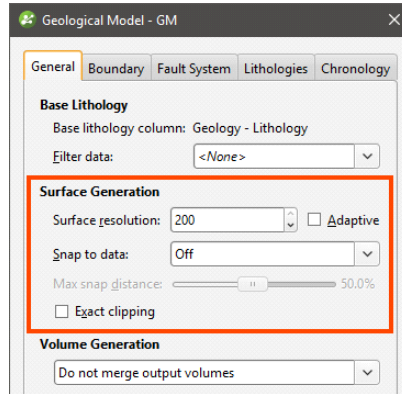 Geological Model - GM
General Boundary Fault System Lithologies Chronology
Base Lithology
Base lithology column: Geology - Lithology
Filter data: <None>
Surface Generation
Surface resolution: 200 Adaptive
Snap to data: Off
Max snap distance: 50.0%
Exact clipping
Volume Generation
Do not merge output volumes